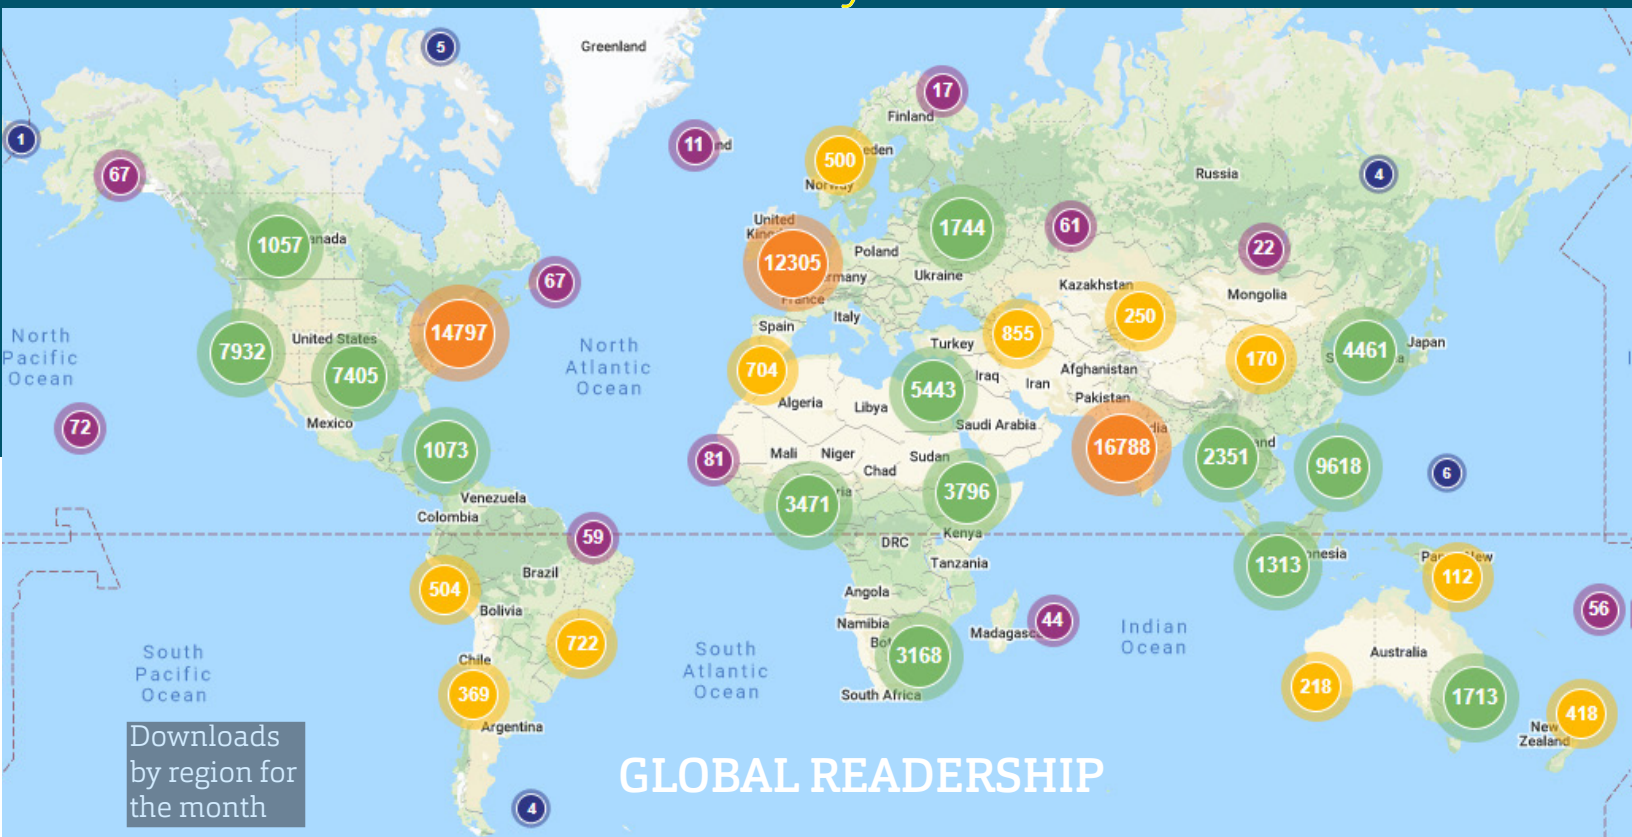 Greenland
5
17
Finland
1
11
500
67
Norway
Russia
4
United
1744
61
1057
22
12305
Poland
67
Ukraine
Kazakhstan
Mongolia
France
Italy
250
Spain
14797
855
North
Pacific
Ocean
United States
7932
North
Atlantic
Ocean
Turkey
170
4461
Japan
704
7405
5443
Iraq
Iran
Afghanistan
Pakistan
Algeria
Libya
Mexico
72
Saudi Arabia
1073
81
Mali
Niger
Chad
Sudan
16788
2351
9618
6
Venezuela
Colombia
3471
3796
59
DRC
Kenya
Tanzania
1313
112
Brazil
504
Angola
Bolivia
56
722
Namibia
44
Indian
Ocean
South
Pacific
Ocean
Chile
South
Atlantic
Ocean
3168
Australia
369
South Africa
218
1713
418
Argentina
New
Zealand
Downloads
by region for
the month
GLOBAL READERSHIP
4